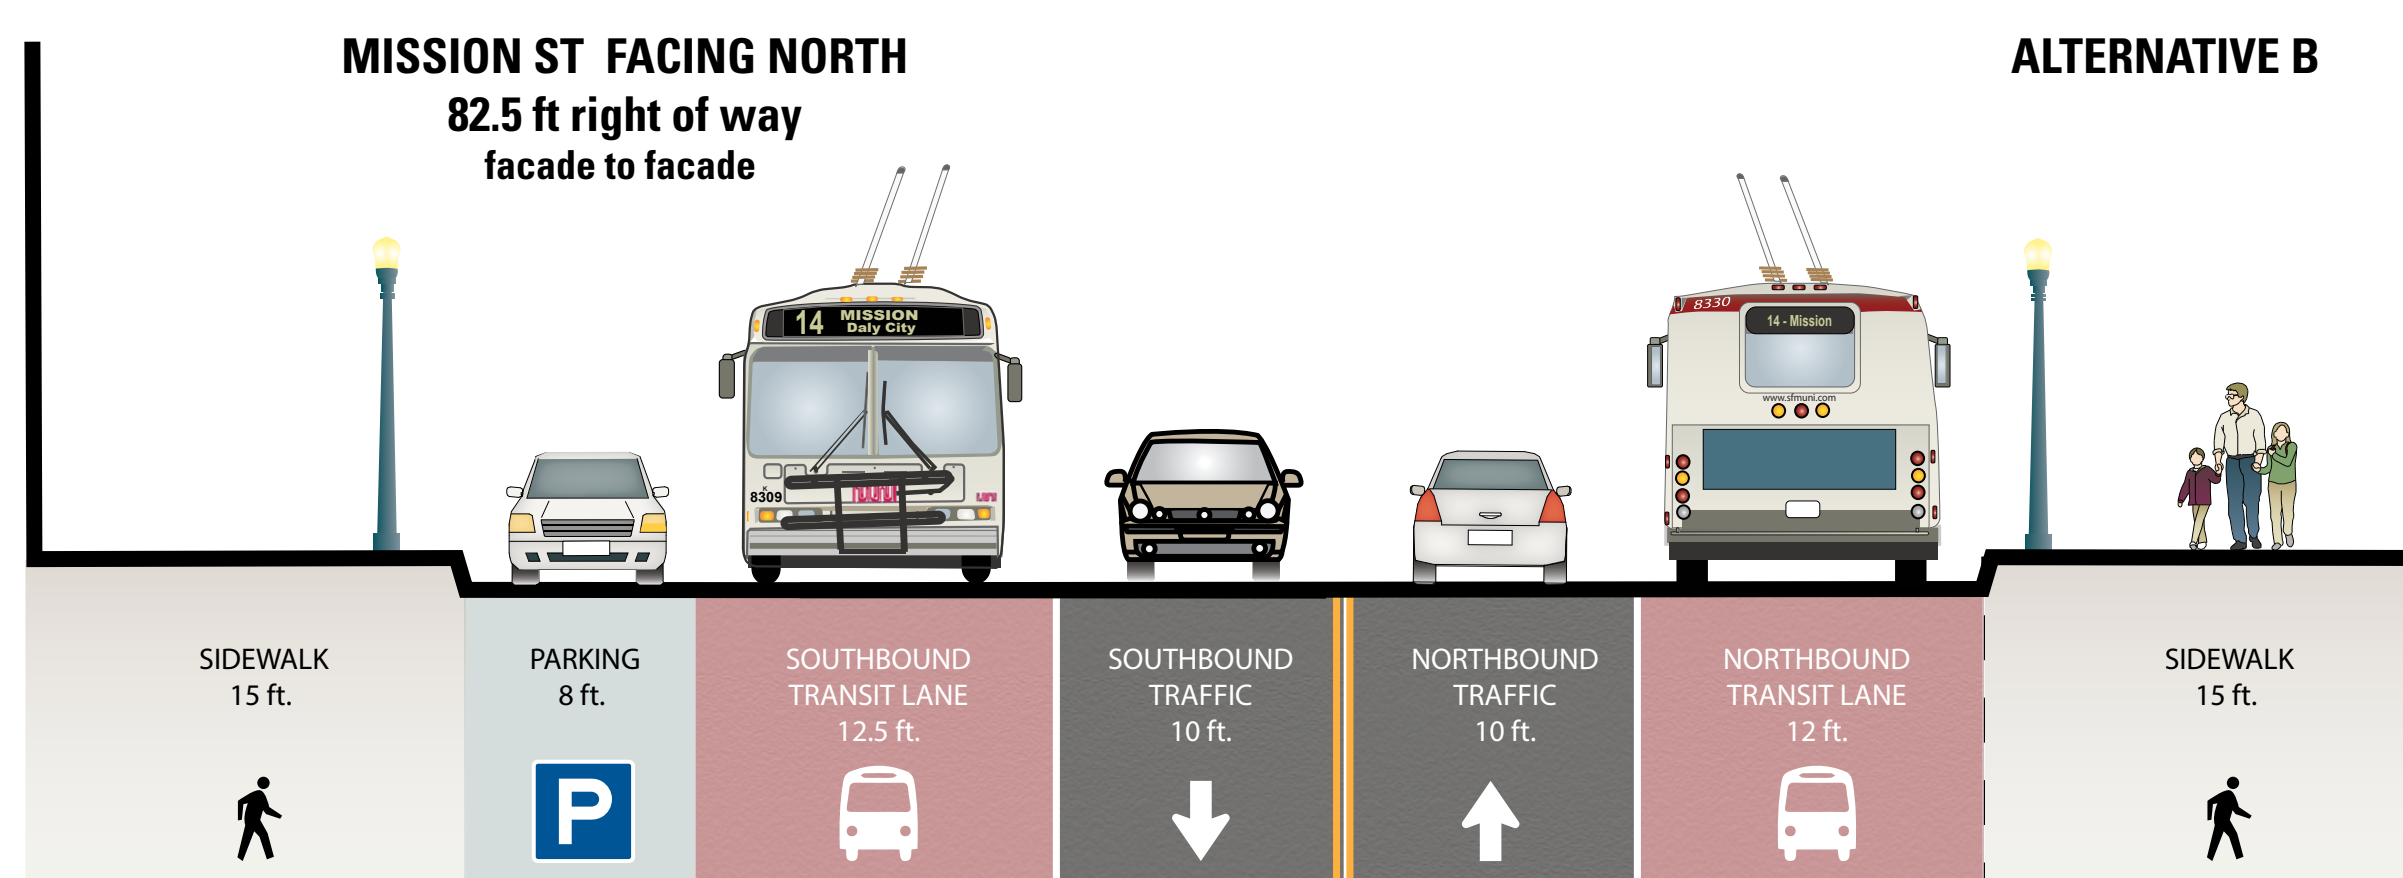 MISSION ST FACING NORTH
82.5 ft right of way
facade to facade
ALTERNATIVE B
14 MISSION
Daly City
K
8309
8330
14 - Mission
www.sfmuni.com
SIDEWALK
15 ft.
PARKING
8 ft.
P
SOUTHBOUND
TRANSIT LANE
12.5 ft.
SOUTHBOUND
TRAFFIC
10 ft.
NORTHBOUND
TRAFFIC
10 ft.
NORTHBOUND
TRANSIT LANE
12 ft.
SIDEWALK
15 ft.